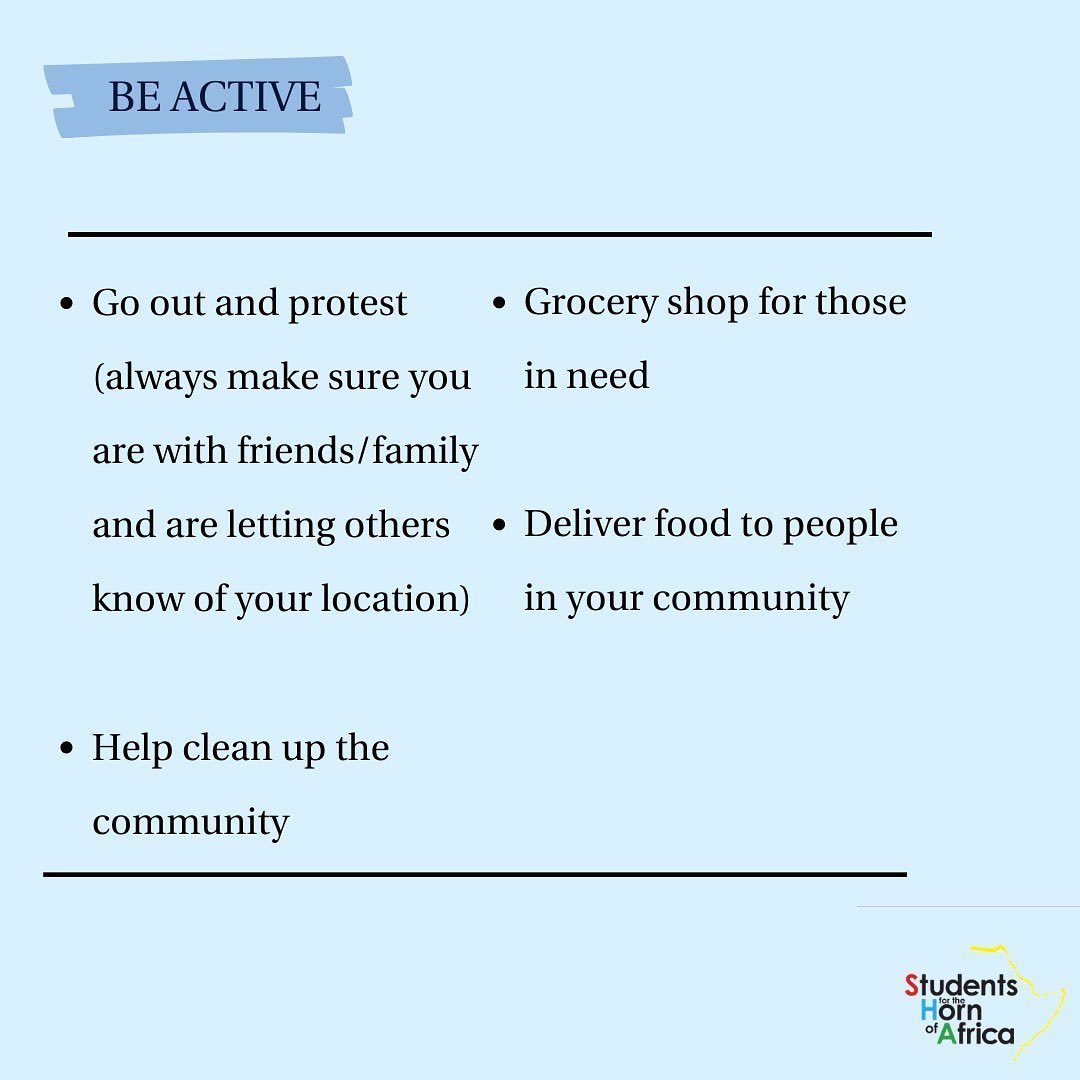 BE ACTIVE
• Go out and protest
(always make sure you
are with friends/family
and are letting others
know of your location)
• Help clean up the
community
• Grocery shop for those
in need
• Deliver food to people
in your community
Students
for the
Horn
of Africa